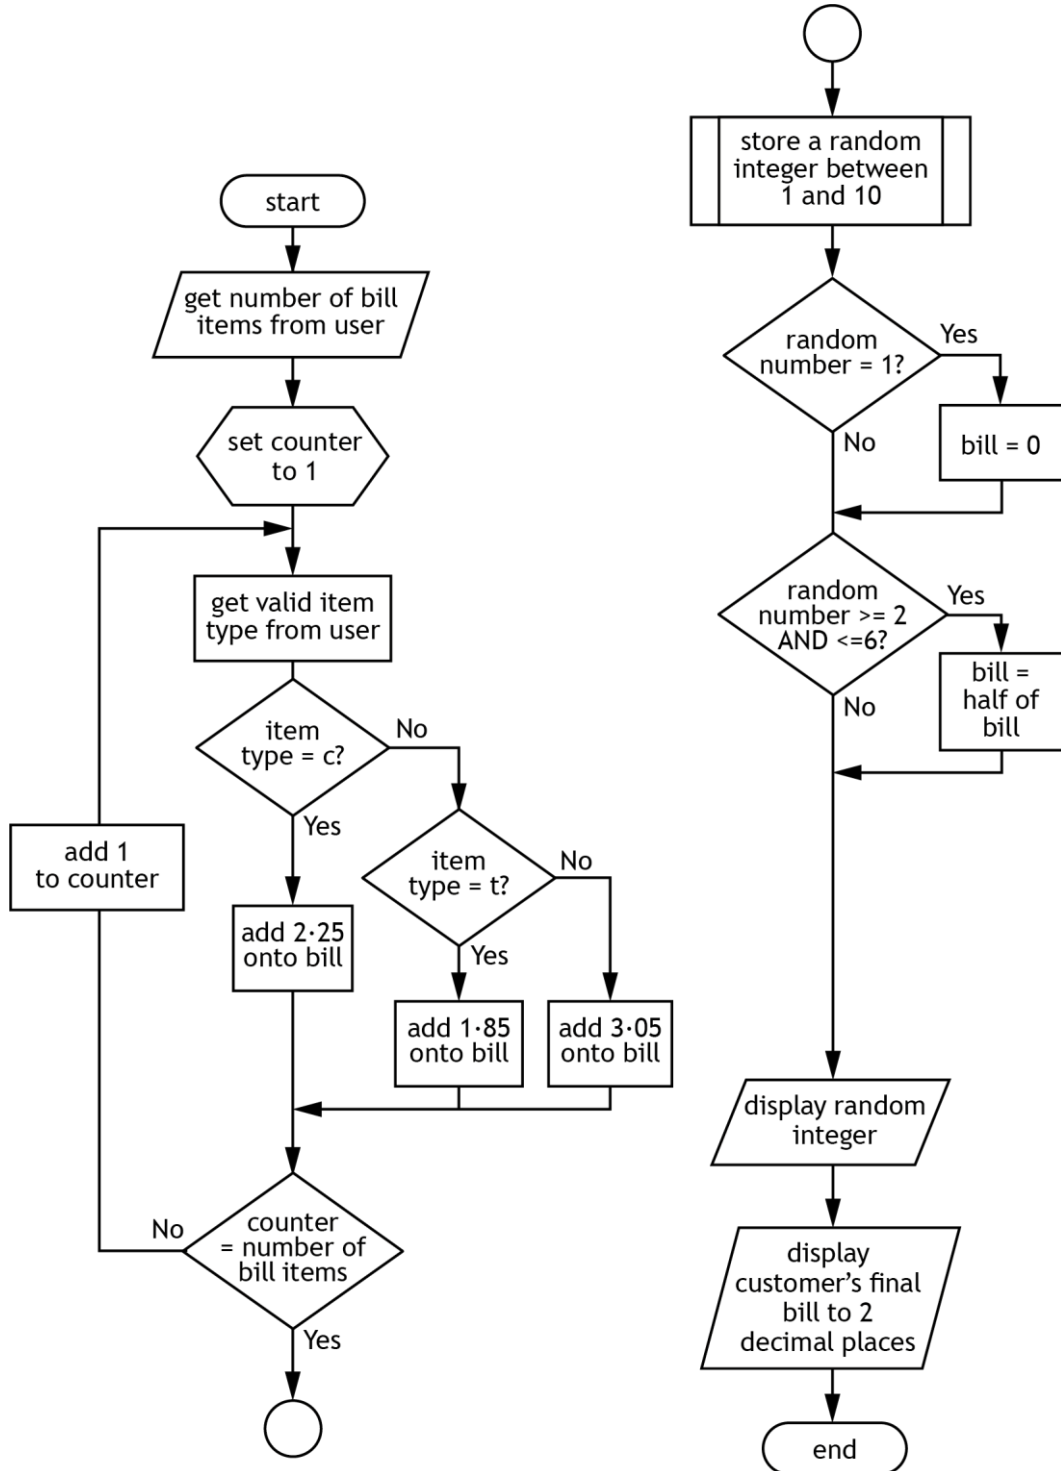 start
get number of bill
items from user
set counter
to 1
get valid item
type from user
item
type = c?
No
Yes
add 2·25
onto bill
item
type = t?
No
Yes
add 1·85
onto bill
add 3·05
onto bill
add 1
to counter
counter
= number of
bill items
No
Yes
store a random
integer between
1 and 10
random
number = 1?
Yes
No
bill = 0
random
number >= 2
AND <=6?
Yes
No
bill =
half of
bill
display random
integer
display
customer’s final
bill to 2
decimal places
end